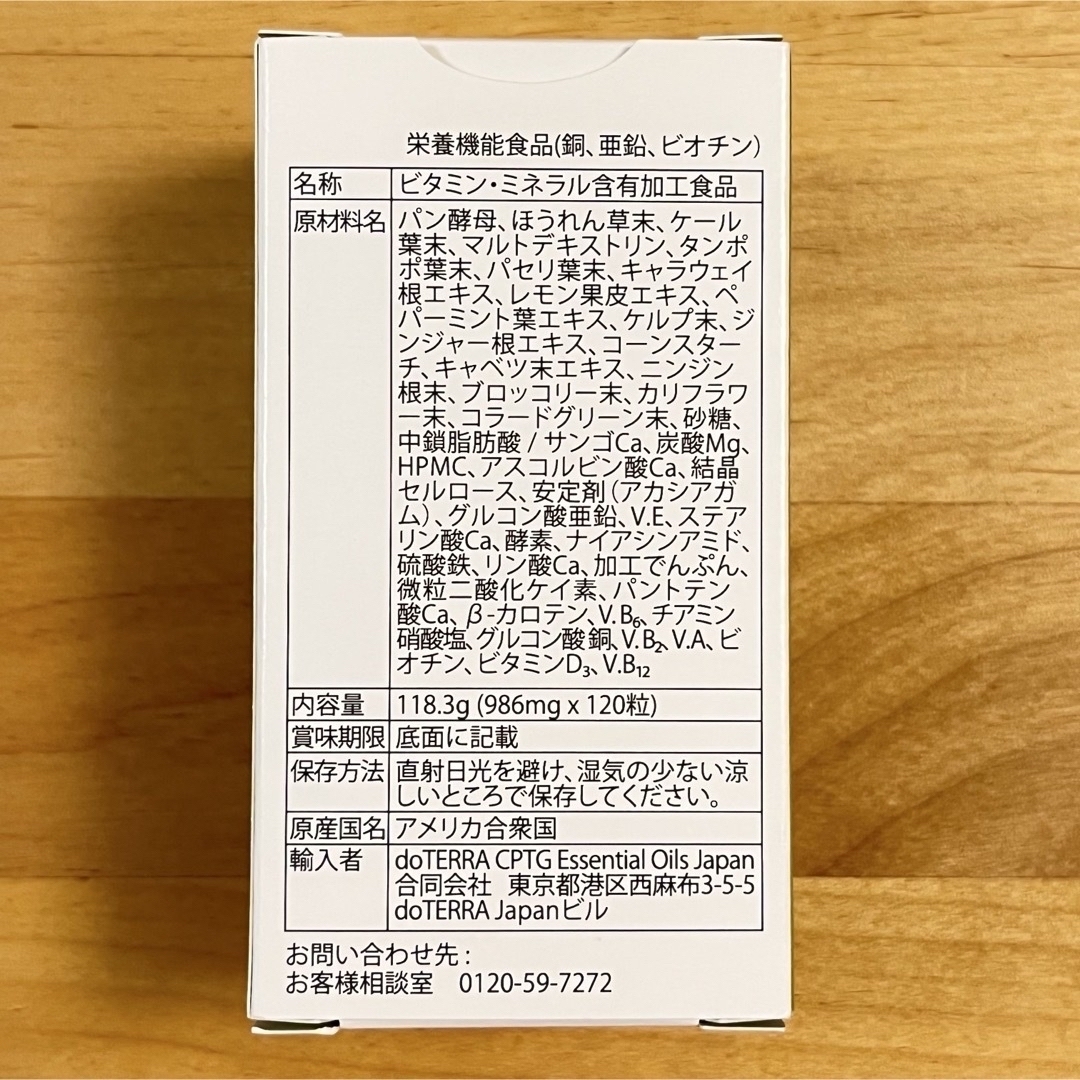 栄養機能食品(銅、亜鉛、ビオチン)
名称 ビタミン・ミネラル含有加工食品
原材料名 パン酵母、ほうれん草末、ケール
葉末、マルトデキストリン、タンポ
ポ葉末、パセリ葉末、キャラウェイ
根エキス、レモン果皮エキス、ペ
パーミント葉エキス、ケルプ末、ジ
ンジャー根エキス、コーンスター
チ、キャベツ末エキス、ニンジン
根末、ブロッコリー末、カリフラワ
ー末、コラードグリーン末、砂糖、
中鎖脂肪酸 / サンゴCa、炭酸Mg、
HPMC、アスコルビン酸Ca、結晶
セルロース、安定剤(アカシアガ
ム)、グルコン酸亜鉛、V.E、ステア
リン酸Ca、酵素、ナイアシンアミド、
硫酸鉄、リン酸Ca、加工でんぷん、
微粒二酸化ケイ素、パントテン
酸Ca、β-カロテン、V.B₆、チアミン
硝酸塩、グルコン酸銅、V.B₂、V.A、ビ
オチン、ビタミンD₃、V.B₁₂
内容量 118.3g (986mg x 120粒)
賞味期限 底面に記載
保存方法 直射日光を避け、湿気の少ない涼
しいところで保存してください。
原産国名 アメリカ合衆国
輸入者 doTERRA CPTG Essential Oils Japan
合同会社 東京都港区西麻布3-5-5
doTERRA Japanビル
お問い合わせ先 :
お客様相談室 0120-59-7272